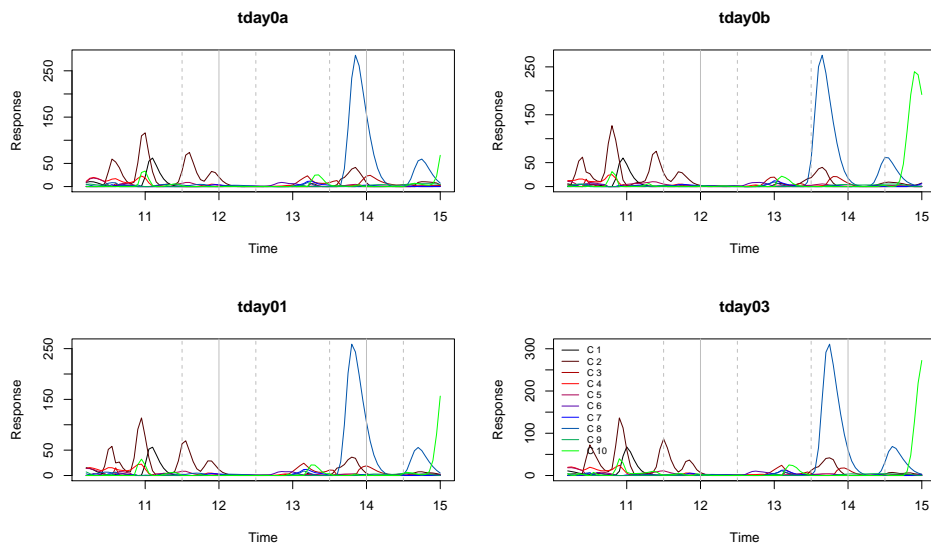 tday0a
Response
0
50
150
250
11
12
13
14
15
Time
tday0b
Response
0
50
150
250
11
12
13
14
15
Time
tday01
Response
0
50
150
250
11
12
13
14
15
Time
tday03
Response
0
100
200
300
C 1
C 2
C 3
C 4
C 5
C 6
C 7
C 8
C 9
C 10
11
12
13
14
15
Time